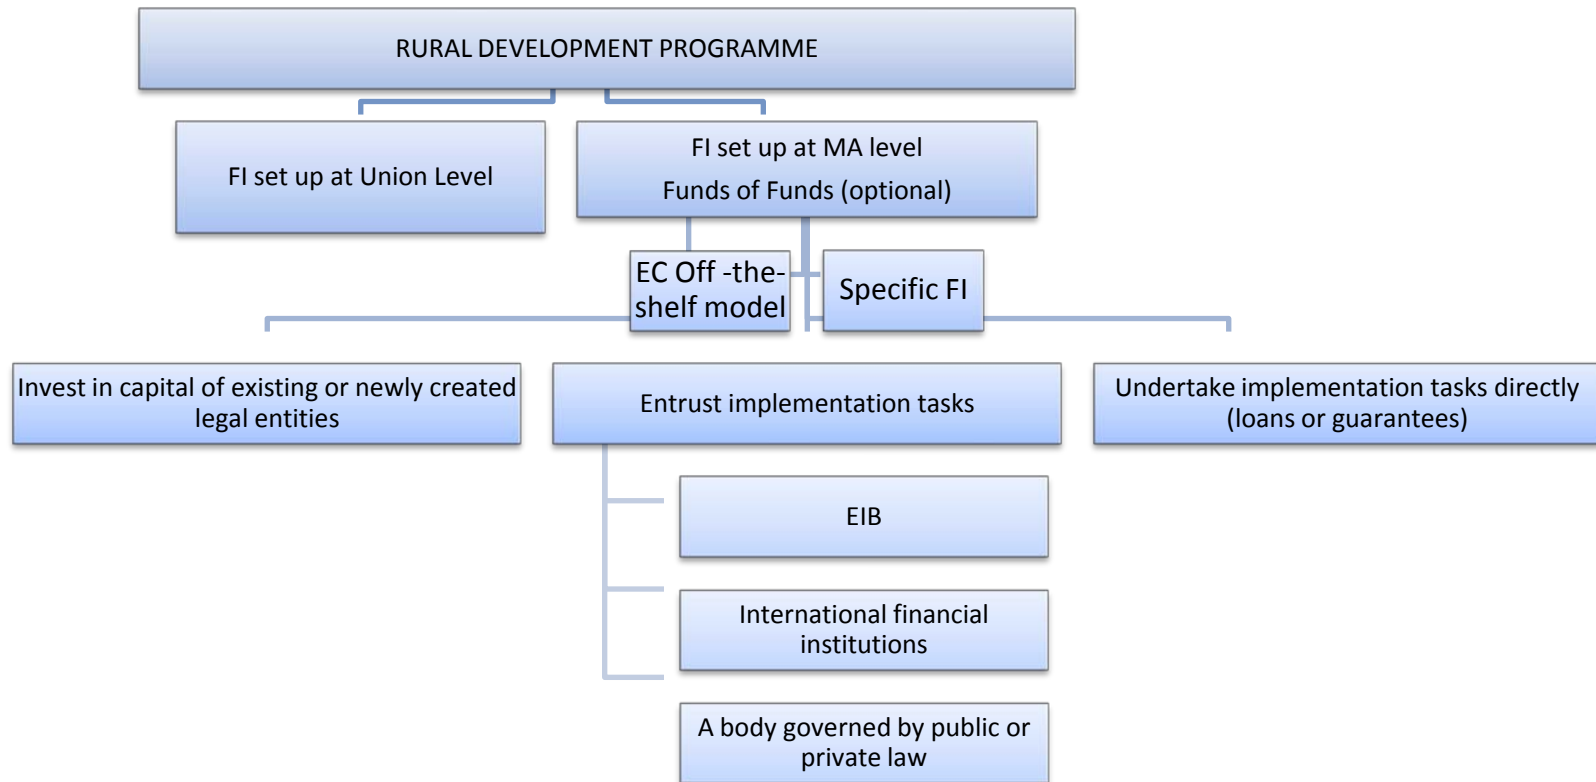 RURAL DEVELOPMENT PROGRAMME
FI set up at Union Level
FI set up at MA level
Funds of Funds (optional)
EC Off -the-
shelf model
Specific FI
Invest in capital of existing or newly created
legal entities
Entrust implementation tasks
Undertake implementation tasks directly
(loans or guarantees)
EIB
International financial
institutions
A body governed by public or
private law